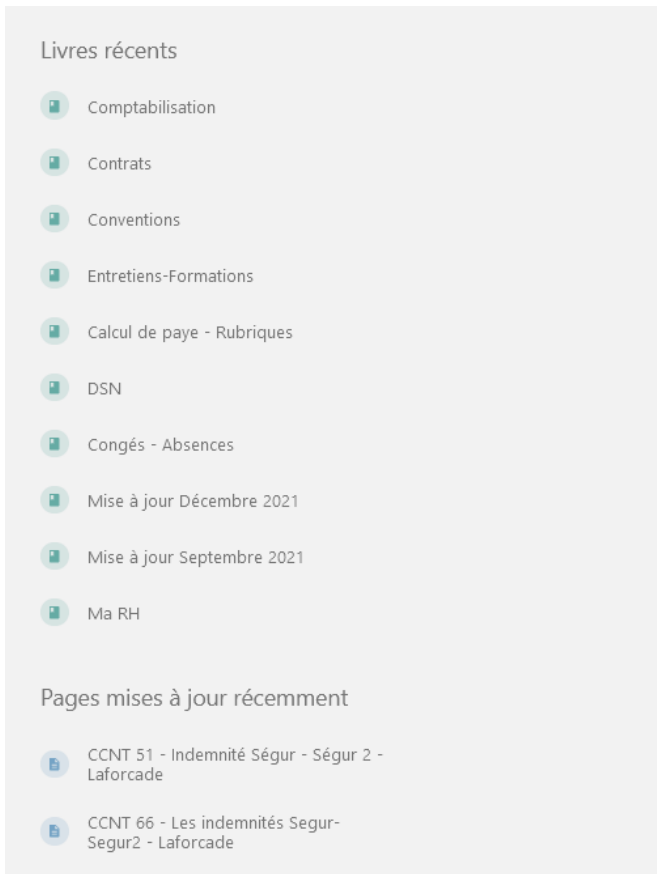 Livres récents
Comptabilisation
Contrats
Conventions
Entretiens-Formations
Calcul de paye - Rubriques
DSN
Congés - Absences
Mise à jour Décembre 2021
Mise à jour Septembre 2021
Ma RH
Pages mises à jour récemment
CCNT 51 - Indemnité Ségur - Ségur 2 -
Laforcade
CCNT 66 - Les indemnités Segur-
Segur2 - Laforcade